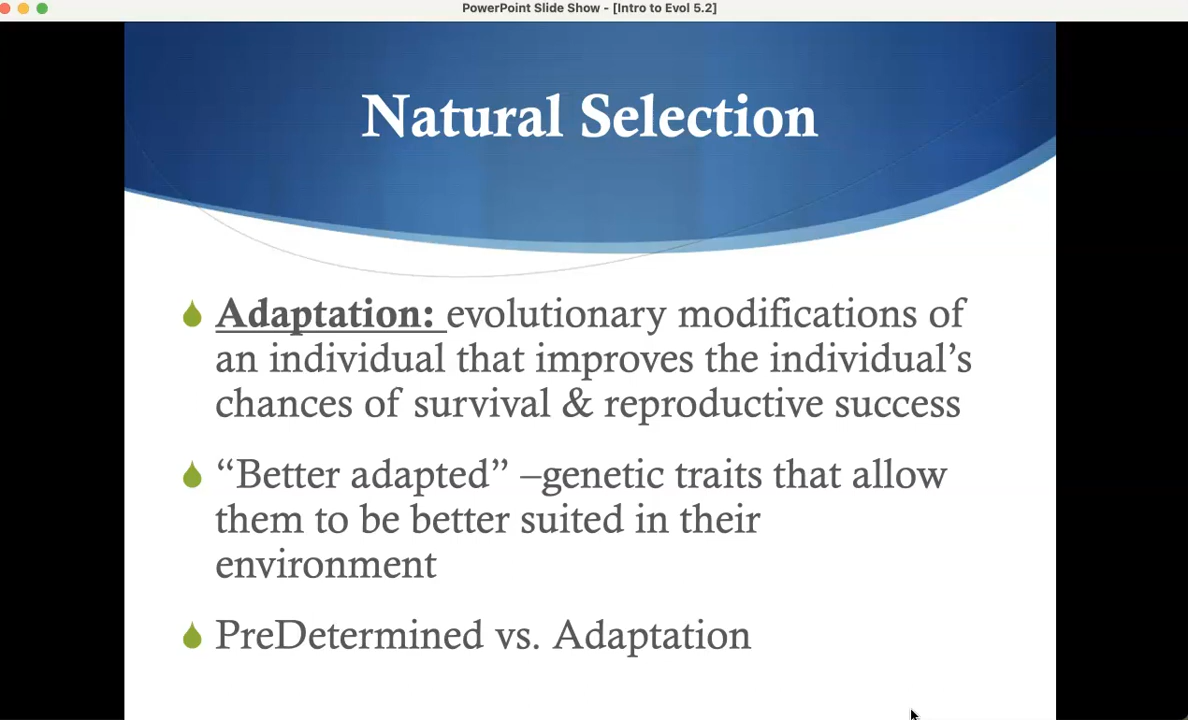 PowerPoint Slide Show - [Intro to Evol 5.2]
Natural Selection
Adaptation: evolutionary modifications of
an individual that improves the individual’s
chances of survival & reproductive success
“Better adapted” –genetic traits that allow
them to be better suited in their
environment
PreDetermined vs. Adaptation